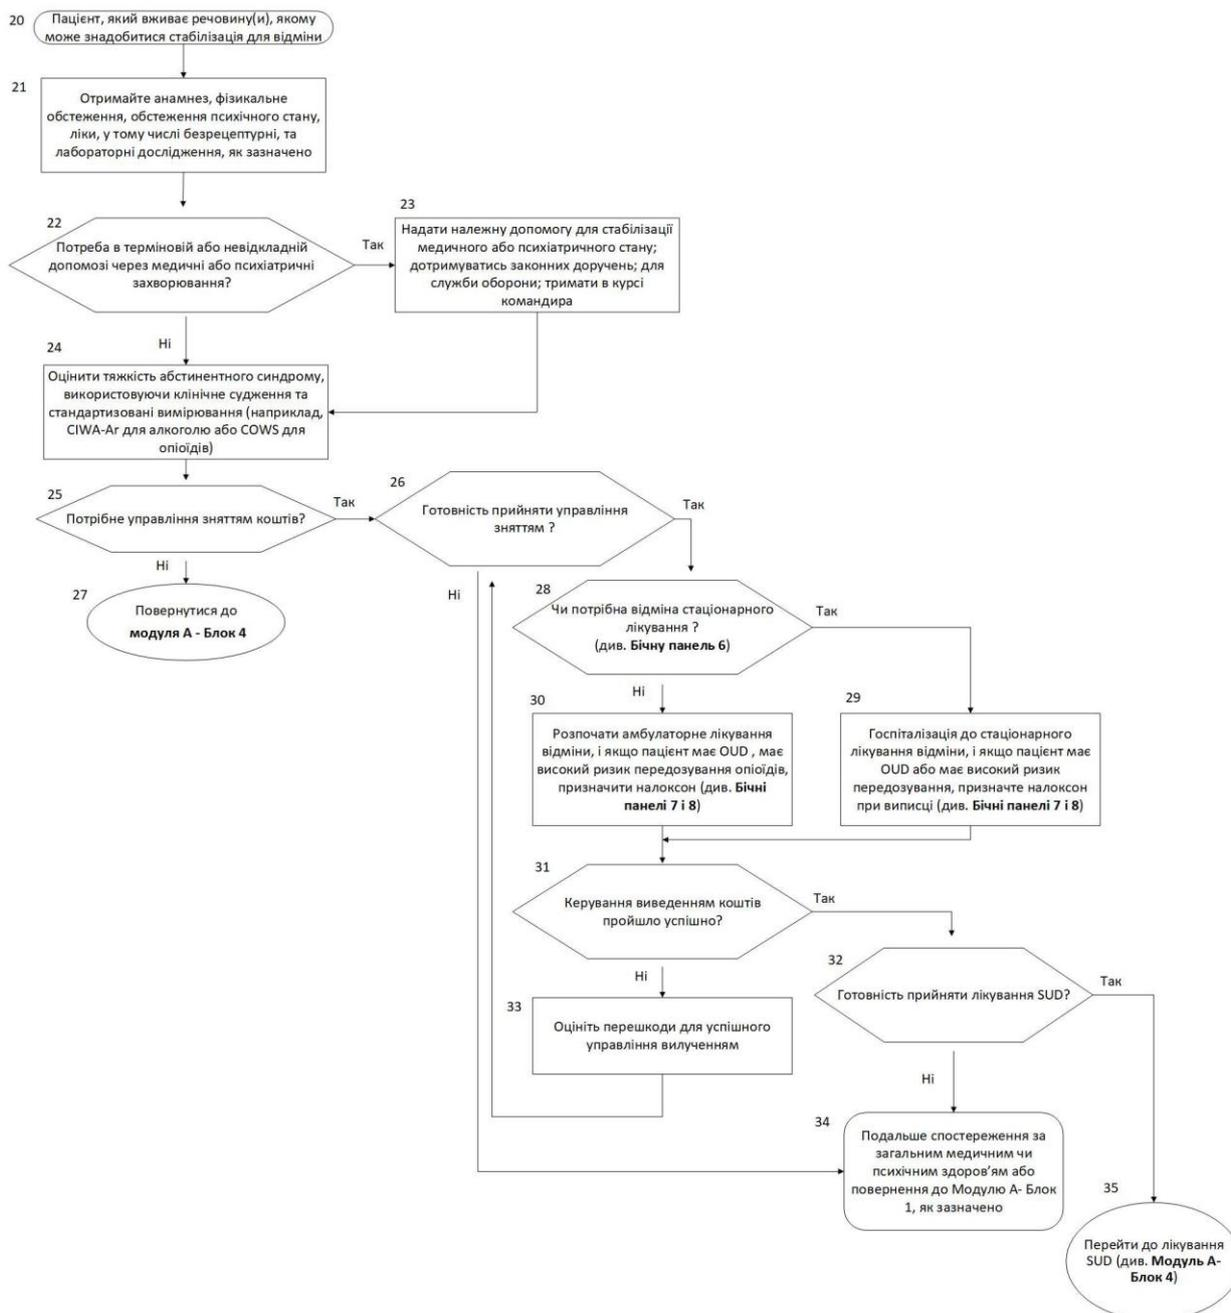 20
Пацієнт, який вживає речовину(и), якому
може знадобитися стабілізація для відміни
21
Отримайте анамнез, фізикальне
обстеження, обстеження психічного стану,
ліки, у тому числі безрецептурні, та
лабораторні дослідження, як зазначено
22
Потреба в терміновій або невідкладній
допомозі через медичні або психіатричні
захворювання?
Так
23
Надати належну допомогу для стабілізації
медичного або психіатричного стану;
дотримуватись законних доручень; для
служби оборони; тримати в курсі
командира
Ні
24
Оцінити тяжкість абстинентного синдрому,
використовуючи клінічне судження та
стандартизовані вимірювання (наприклад,
CIWA-Ar для алкоголю або COWS для
опіоїдів)
25
Потрібне управління зняттям коштів?
Так
26
Готовність прийняти управління
зняттям ?
Так
Ні
27
Повернутися до
модуля А - Блок 4
Ні
28
Чи потрібна відміна стаціонарного
лікування ?
(див. Бічну панель 6)
Так
Ні
30
Розпочати амбулаторне лікування
відміни, і якщо пацієнт має OUD , має
високий ризик передозування опіоїдів,
призначити налоксон (див. Бічні
панелі 7 і 8)
29
Госпіталізація до стаціонарного
лікування відміни, і якщо пацієнт має
OUD або має високий ризик
передозування, призначте налоксон
при виписці (див. Бічні панелі 7 і 8)
31
Керування виведенням коштів
пройшло успішно?
Так
Ні
32
Готовність прийняти лікування SUD?
Так
33
Оцініть перешкоди для успішного
управління вилученням
Ні
34
Подальше спостереження за
загальним медичним чи
психічним здоров’ям або
повернення до Модулю А- Блок
1, як зазначено
35
Перейти до лікування
SUD (див. Модуль А-
Блок 4)